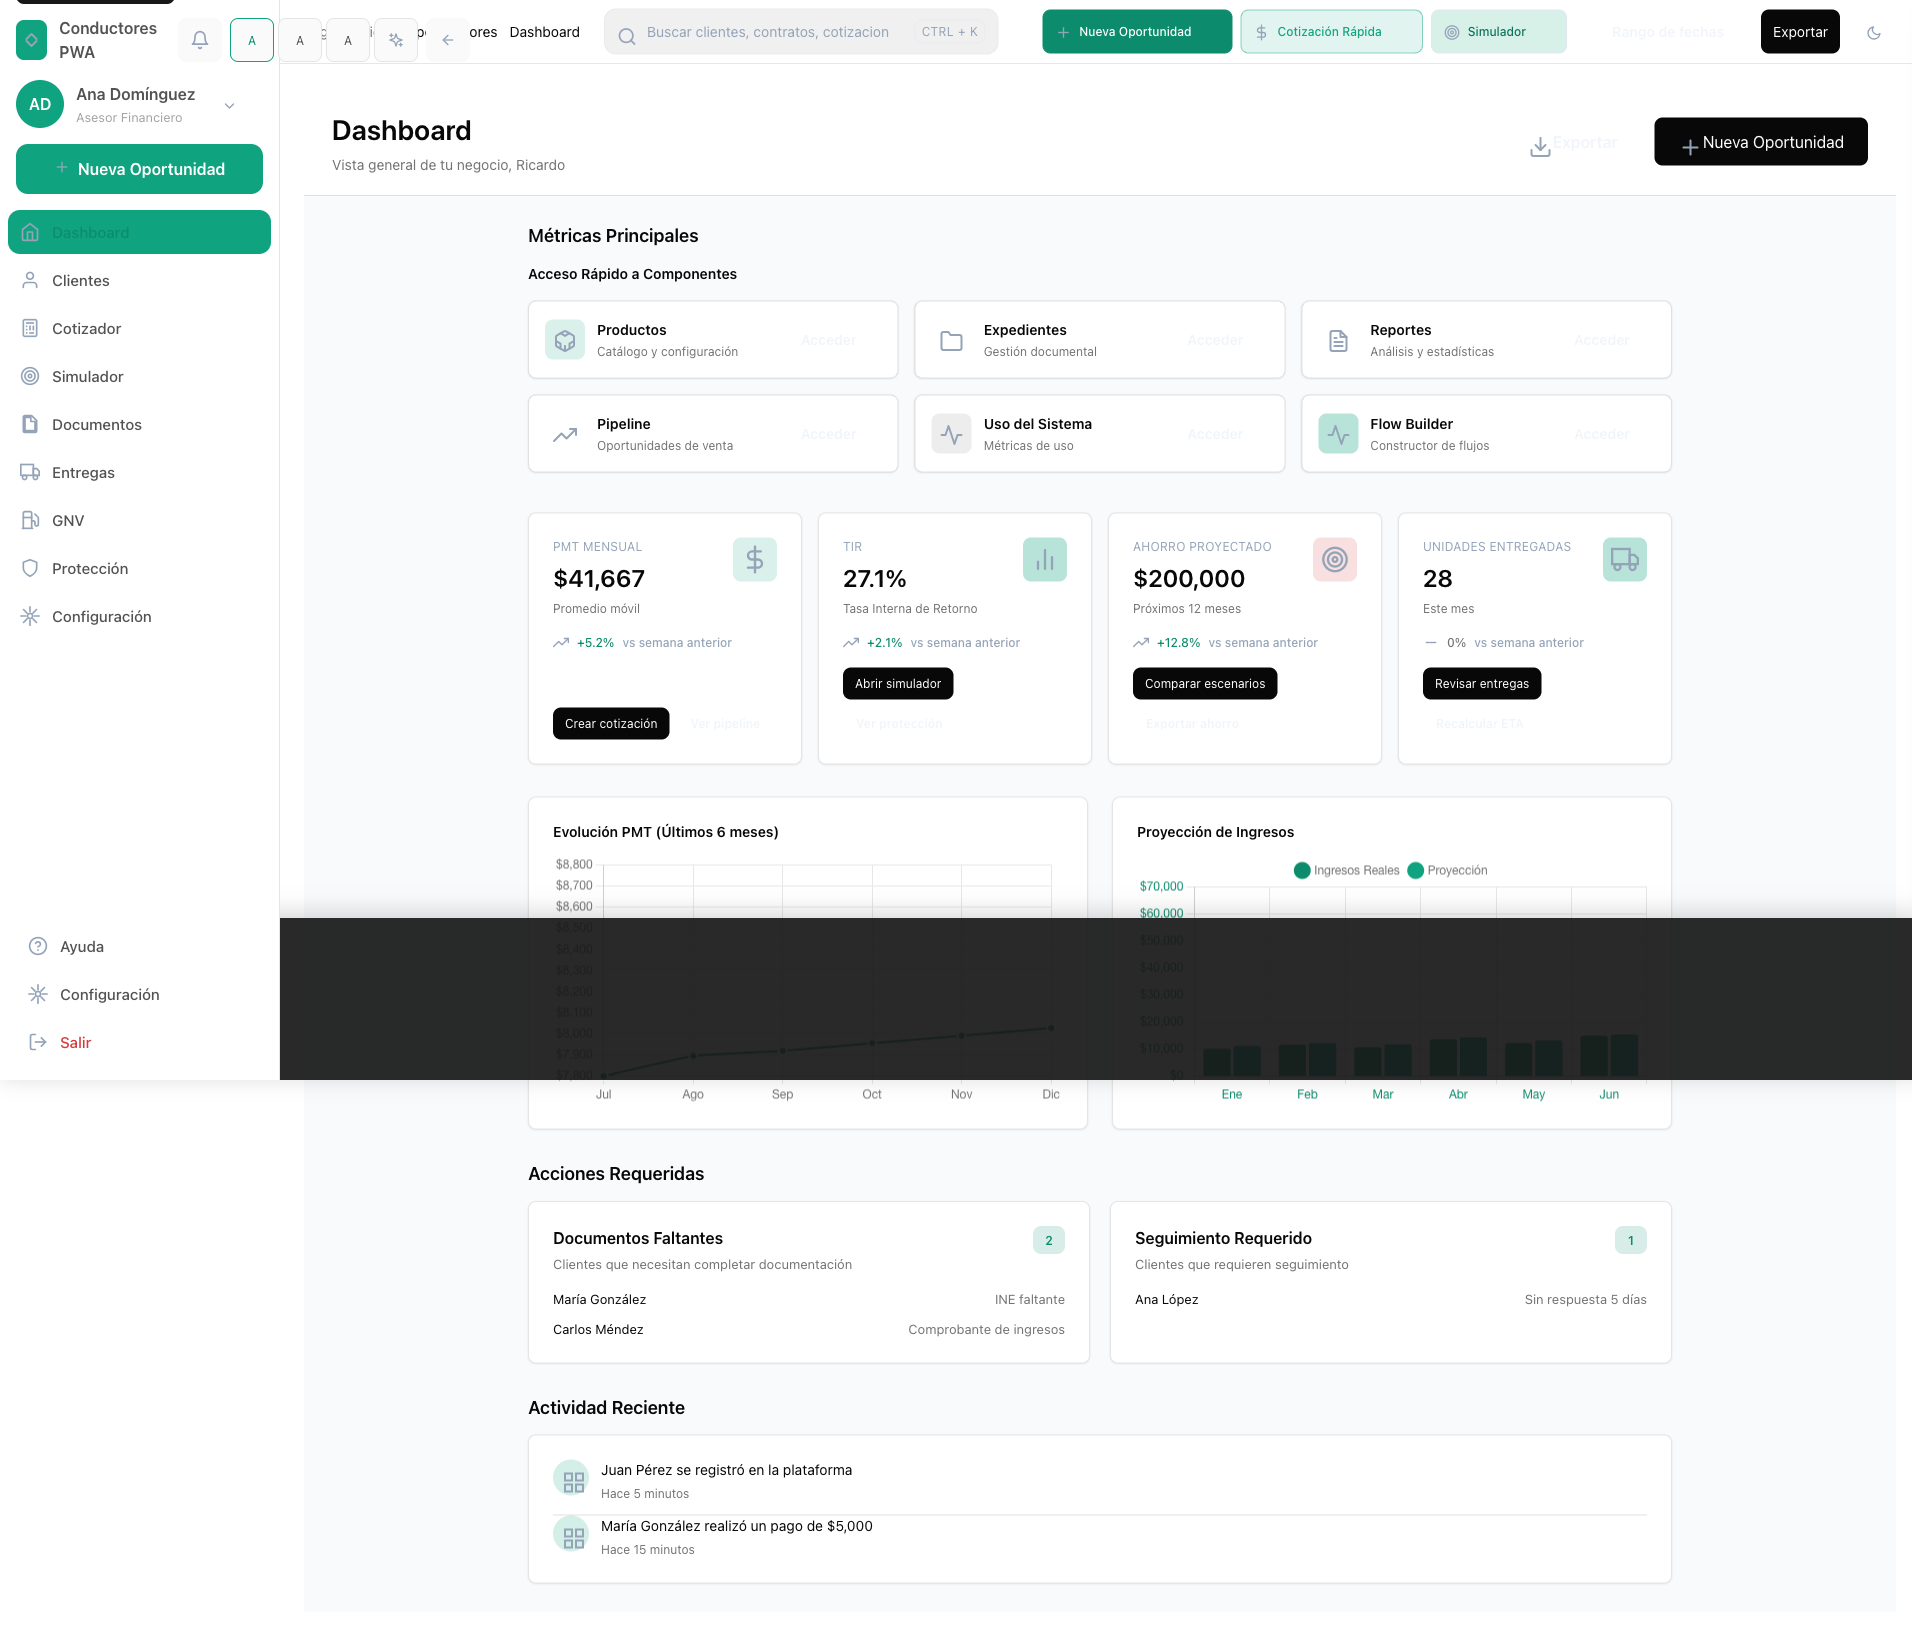 Conductores
PWA
A
A
A
ores
Dashboard
Buscar clientes, contratos, cotizacion
CTRL + K
Nueva Oportunidad
Cotización Rápida
Simulador
Rango de fechas
Exportar
AD
Ana Domínguez
Asesor Financiero
Nueva Oportunidad
Dashboard
Clientes
Cotizador
Simulador
Documentos
Entregas
GNV
Protección
Configuración
Ayuda
Configuración
Salir
Dashboard
Vista general de tu negocio, Ricardo
Exportar
Nueva Oportunidad
Métricas Principales
Acceso Rápido a Componentes
Productos
Catálogo y configuración
Acceder
Expedientes
Gestión documental
Acceder
Reportes
Análisis y estadísticas
Acceder
Pipeline
Oportunidades de venta
Acceder
Uso del Sistema
Métricas de uso
Acceder
Flow Builder
Constructor de flujos
Acceder
PMT MENSUAL
$41,667
Promedio móvil
+5.2% vs semana anterior
Crear cotización
Ver pipeline
TIR
27.1%
Tasa Interna de Retorno
+2.1% vs semana anterior
Abrir simulador
Ver protección
AHORRO PROYECTADO
$200,000
Próximos 12 meses
+12.8% vs semana anterior
Comparar escenarios
Exportar ahorro
UNIDADES ENTREGADAS
28
Este mes
0% vs semana anterior
Revisar entregas
Recalcular ETA
Evolución PMT (Últimos 6 meses)
$8,800
$8,700
$8,600
$8,500
$8,400
$8,300
$8,200
$8,100
$8,000
$7,900
$7,800
Jul Ago Sep Oct Nov Dic
Proyección de Ingresos
Ingresos Reales Proyección
$70,000
$60,000
$50,000
$40,000
$30,000
$20,000
$10,000
$0
Ene Feb Mar Abr May Jun
Acciones Requeridas
Documentos Faltantes
2
Clientes que necesitan completar documentación
María González INE faltante
Carlos Méndez Comprobante de ingresos
Seguimiento Requerido
1
Clientes que requieren seguimiento
Ana López Sin respuesta 5 días
Actividad Reciente
Juan Pérez se registró en la plataforma
Hace 5 minutos
María González realizó un pago de $5,000
Hace 15 minutos